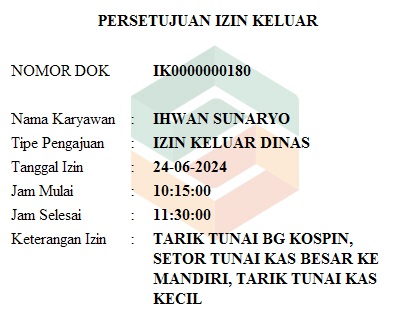 PERSETUJUAN IZIN KELUAR
NOMOR DOK IK0000000180
Nama Karyawan : IHWAN SUNARYO
Tipe Pengajuan : IZIN KELUAR DINAS
Tanggal Izin : 24-06-2024
Jam Mulai : 10:15:00
Jam Selesai : 11:30:00
Keterangan Izin : TARIK TUNAI BG KOSPIN,
SETOR TUNAI KAS BESAR KE
MANDIRI, TARIK TUNAI KAS
KECIL